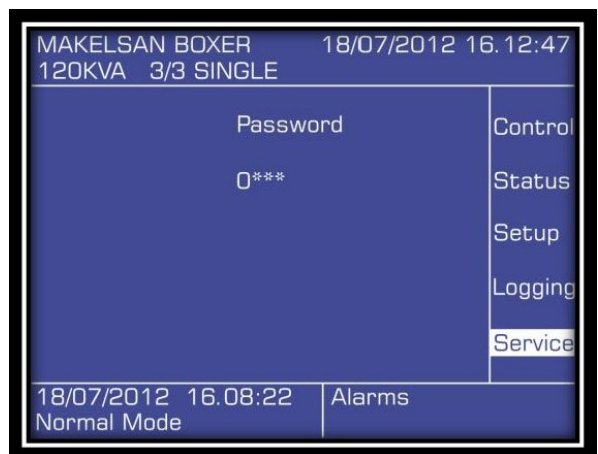 MAKELSAN BOXER 18/07/2012 16.12:47
120KVA 3/3 SINGLE
Password
0***
Control
Status
Setup
Logging
Service
18/07/2012 16.08:22
Normal Mode
Alarms